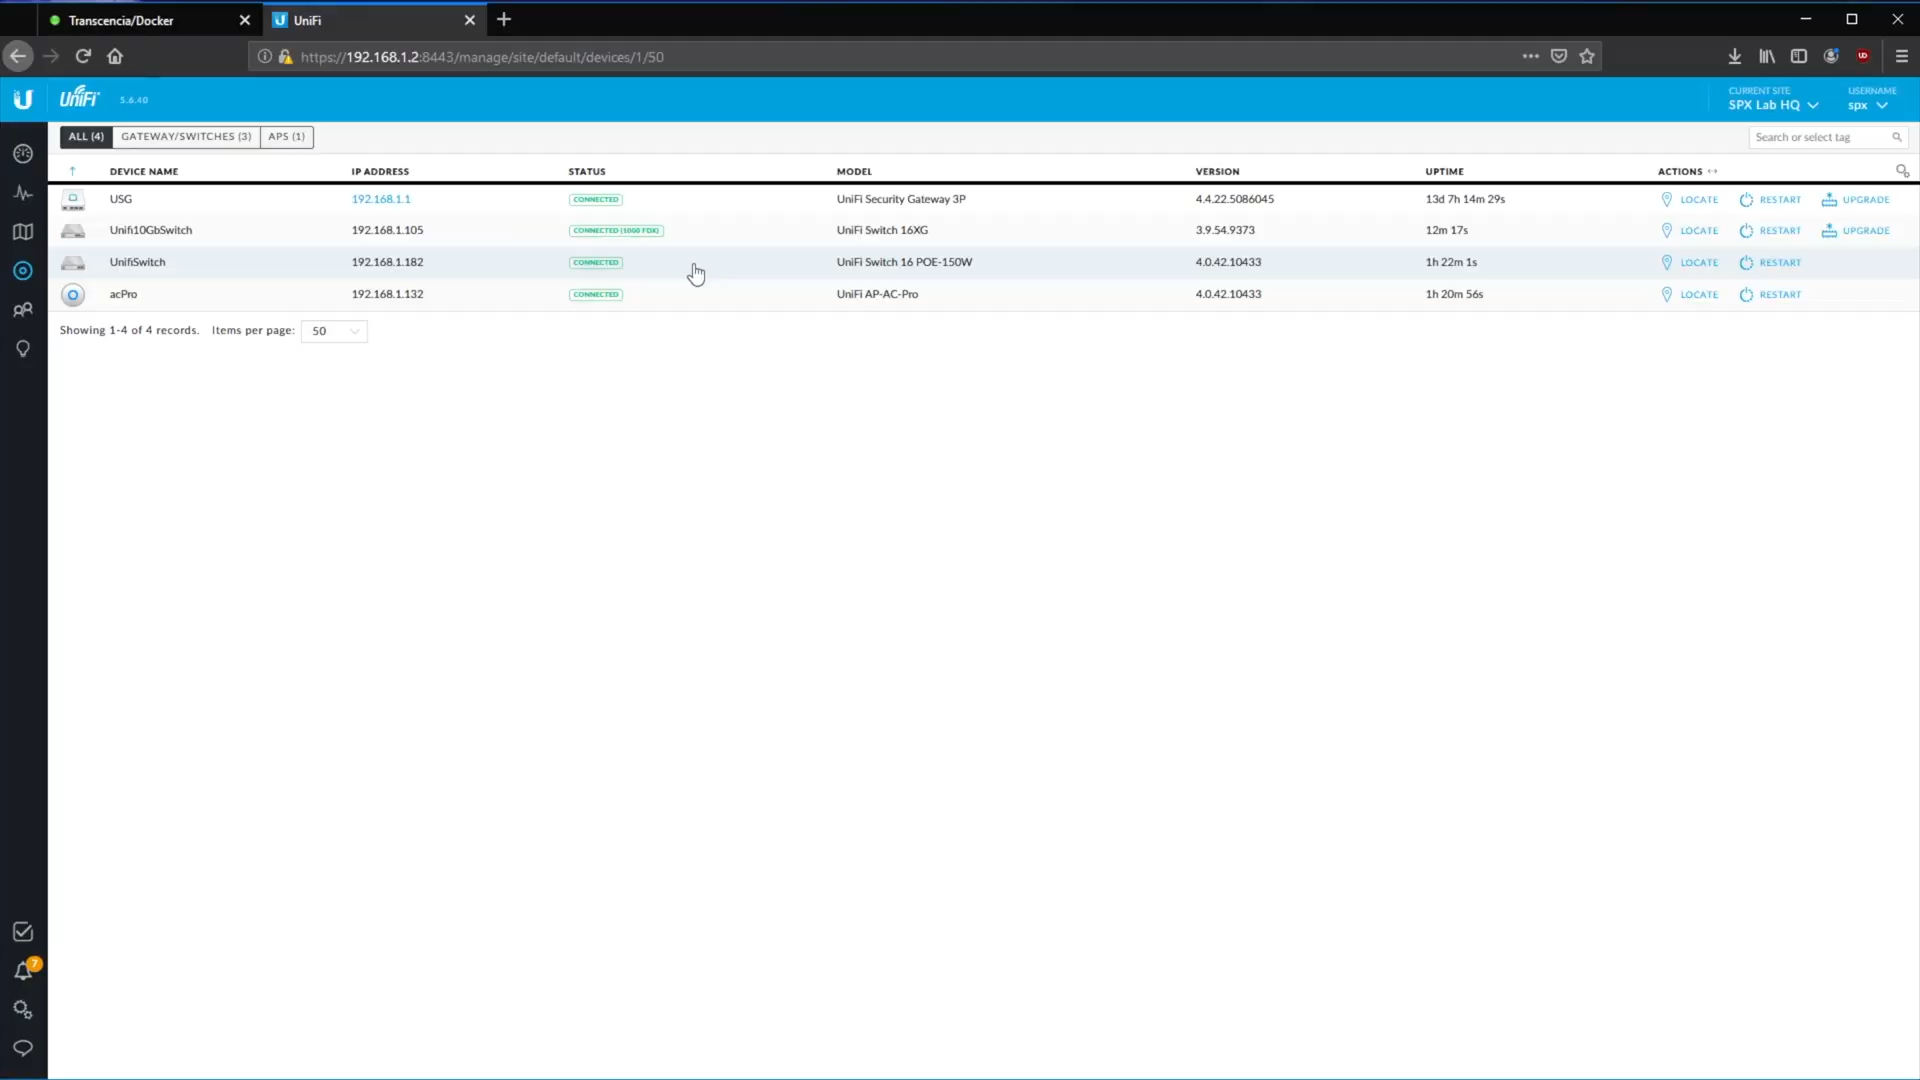 Transcencia/Docker
UniFi
https://192.168.1.2:8443/manage/site/default/devices/1/50
UniFi 5.6.40
CURRENT SITE
SPX Lab HQ
USERNAME
spx
ALL (4) GATEWAY/SWITCHES (3) APS (1)
Search or select tag
DEVICE NAME IP ADDRESS STATUS MODEL VERSION UPTIME ACTIONS
USG 192.168.1.1 CONNECTED UniFi Security Gateway 3P 4.4.22.5086045 13d 7h 14m 29s LOCATE RESTART UPGRADE
Unifi10GbSwitch 192.168.1.105 CONNECTED (1000 FDX) UniFi Switch 16XG 3.9.54.9373 12m 17s LOCATE RESTART UPGRADE
UnifiSwitch 192.168.1.182 CONNECTED UniFi Switch 16 POE-150W 4.0.42.10433 1h 22m 1s LOCATE RESTART
acPro 192.168.1.132 CONNECTED UniFi AP-AC-Pro 4.0.42.10433 1h 20m 56s LOCATE RESTART
Showing 1-4 of 4 records. Items per page: 50
7